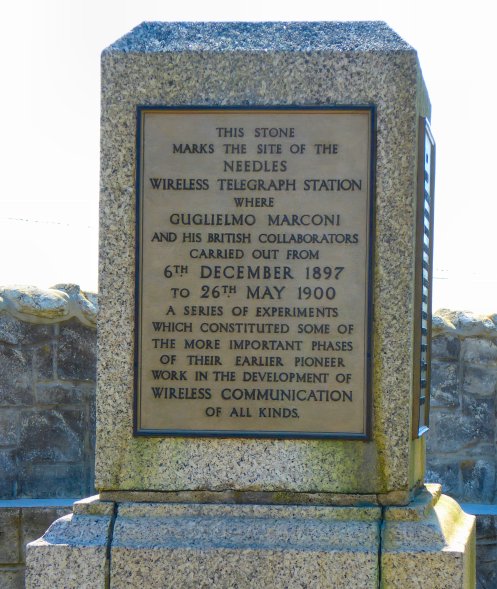 THIS STONE
MARKS THE SITE OF THE
NEEDLES
WIRELESS TELEGRAPH STATION
WHERE
GUGLIELMO MARCONI
AND HIS BRITISH COLLABORATORS
CARRIED OUT FROM
6TH DECEMBER 1897
TO 26TH MAY 1900
A SERIES OF EXPERIMENTS
WHICH CONSTITUTED SOME OF
THE MORE IMPORTANT PHASES
OF THEIR EARLIER PIONEER
WORK IN THE DEVELOPMENT OF
WIRELESS COMMUNICATION
OF ALL KINDS.